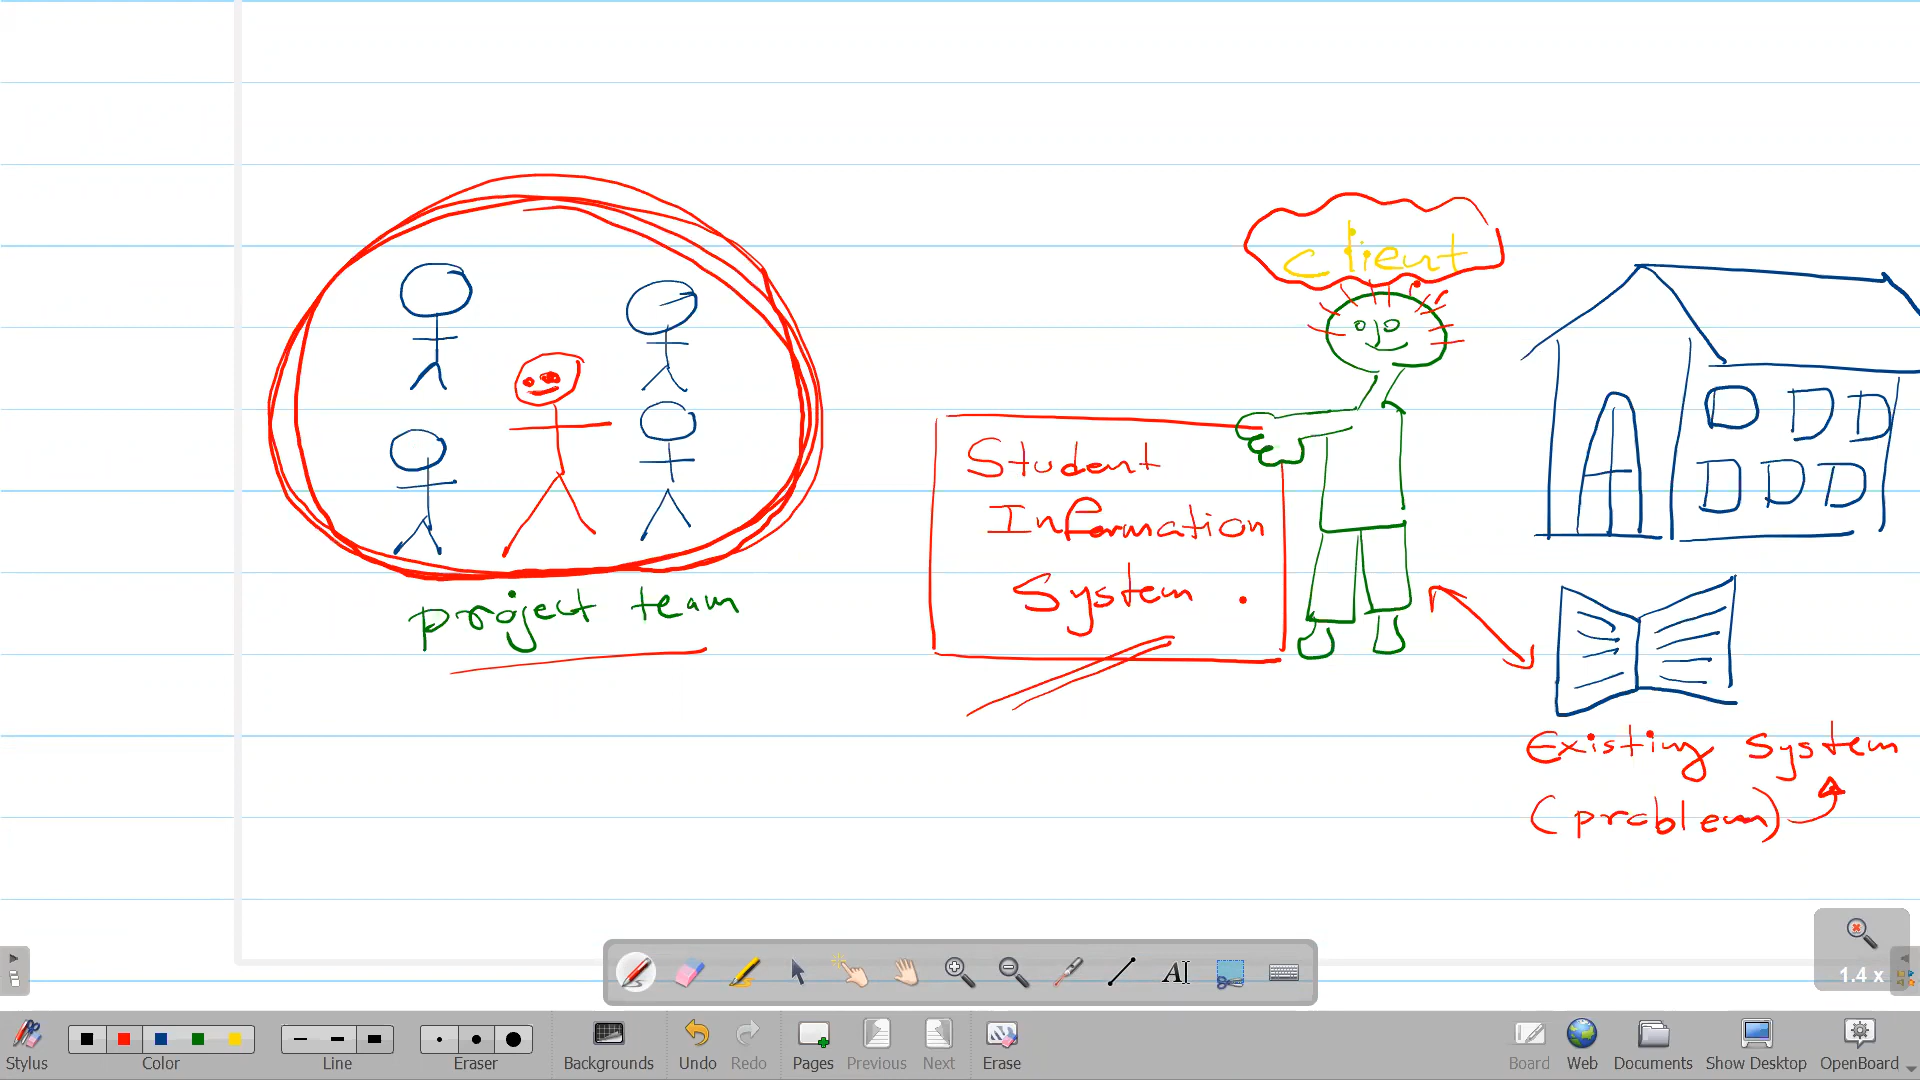 client
Student
Information
System .
project team
Existing System
(problem)
1.4 x
Stylus
Color
Line
Eraser
Backgrounds
Undo
Redo
Pages
Previous
Next
Erase
Board
Web
Documents
Show Desktop
OpenBoard